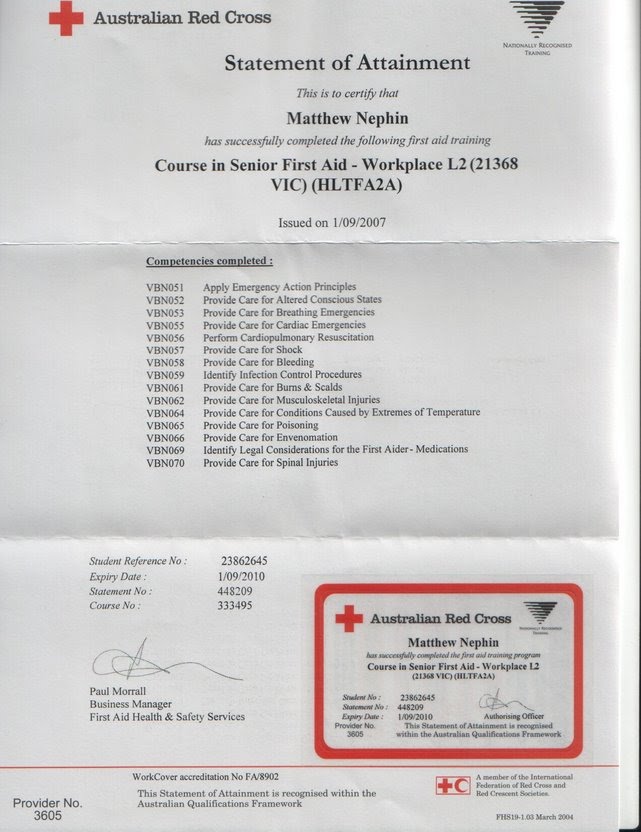 Australian Red Cross
NATIONALLY RECOGNISED
TRAINING
Statement of Attainment
This is to certify that
Matthew Nephin
has successfully completed the following first aid training
Course in Senior First Aid - Workplace L2 (21368
VIC) (HLTFA2A)
Issued on 1/09/2007
Competencies completed :
VBN051 Apply Emergency Action Principles
VBN052 Provide Care for Altered Conscious States
VBN053 Provide Care for Breathing Emergencies
VBN055 Provide Care for Cardiac Emergencies
VBN056 Perform Cardiopulmonary Resuscitation
VBN057 Provide Care for Shock
VBN058 Provide Care for Bleeding
VBN059 Identify Infection Control Procedures
VBN061 Provide Care for Burns & Scalds
VBN062 Provide Care for Musculoskeletal Injuries
VBN064 Provide Care for Conditions Caused by Extremes of Temperature
VBN065 Provide Care for Poisoning
VBN066 Provide Care for Envenomation
VBN069 Identify Legal Considerations for the First Aider - Medications
VBN070 Provide Care for Spinal Injuries
Student Reference No : 23862645
Expiry Date : 1/09/2010
Statement No : 448209
Course No : 333495
Paul Morrall
Business Manager
First Aid Health & Safety Services
Australian Red Cross
NATIONALLY RECOGNISED
TRAINING
Matthew Nephin
has successfully completed the first aid training program
Course in Senior First Aid - Workplace L2
(21368 VIC) (HLTFA2A)
Student No : 23862645
Statement No : 448209
Expiry Date : 1/09/2010 Authorising Officer
Provider No. This Statement of Attainment is recognised
3605 within the Australian Qualifications Framework
WorkCover accreditation No FA/8902
This Statement of Attainment is recognised within the
Australian Qualifications Framework
Provider No.
3605
A member of the International
Federation of Red Cross and
Red Crescent Societies.
FHS19-1.03 March 2004